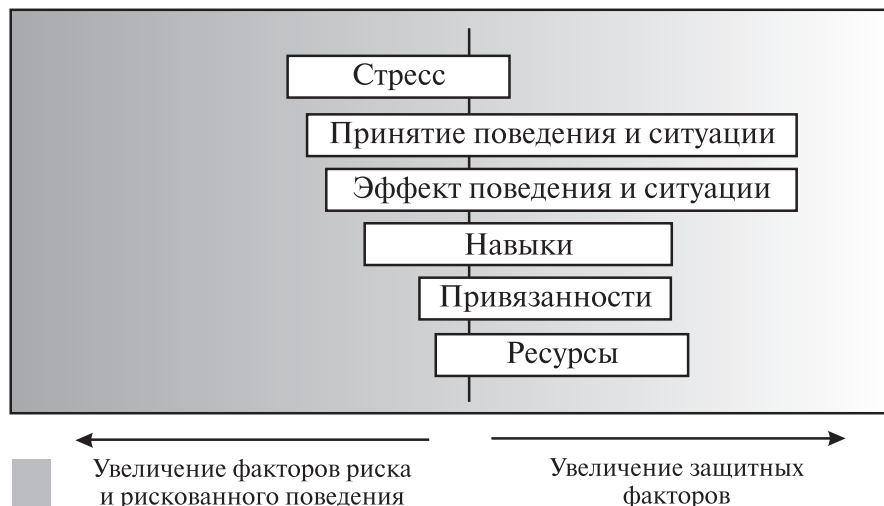 Стресс
Принятие поведения и ситуации
Эффект поведения и ситуации
Навыки
Привязанности
Ресурсы
Увеличение факторов риска
и рискованного поведения
Увеличение защитных
факторов